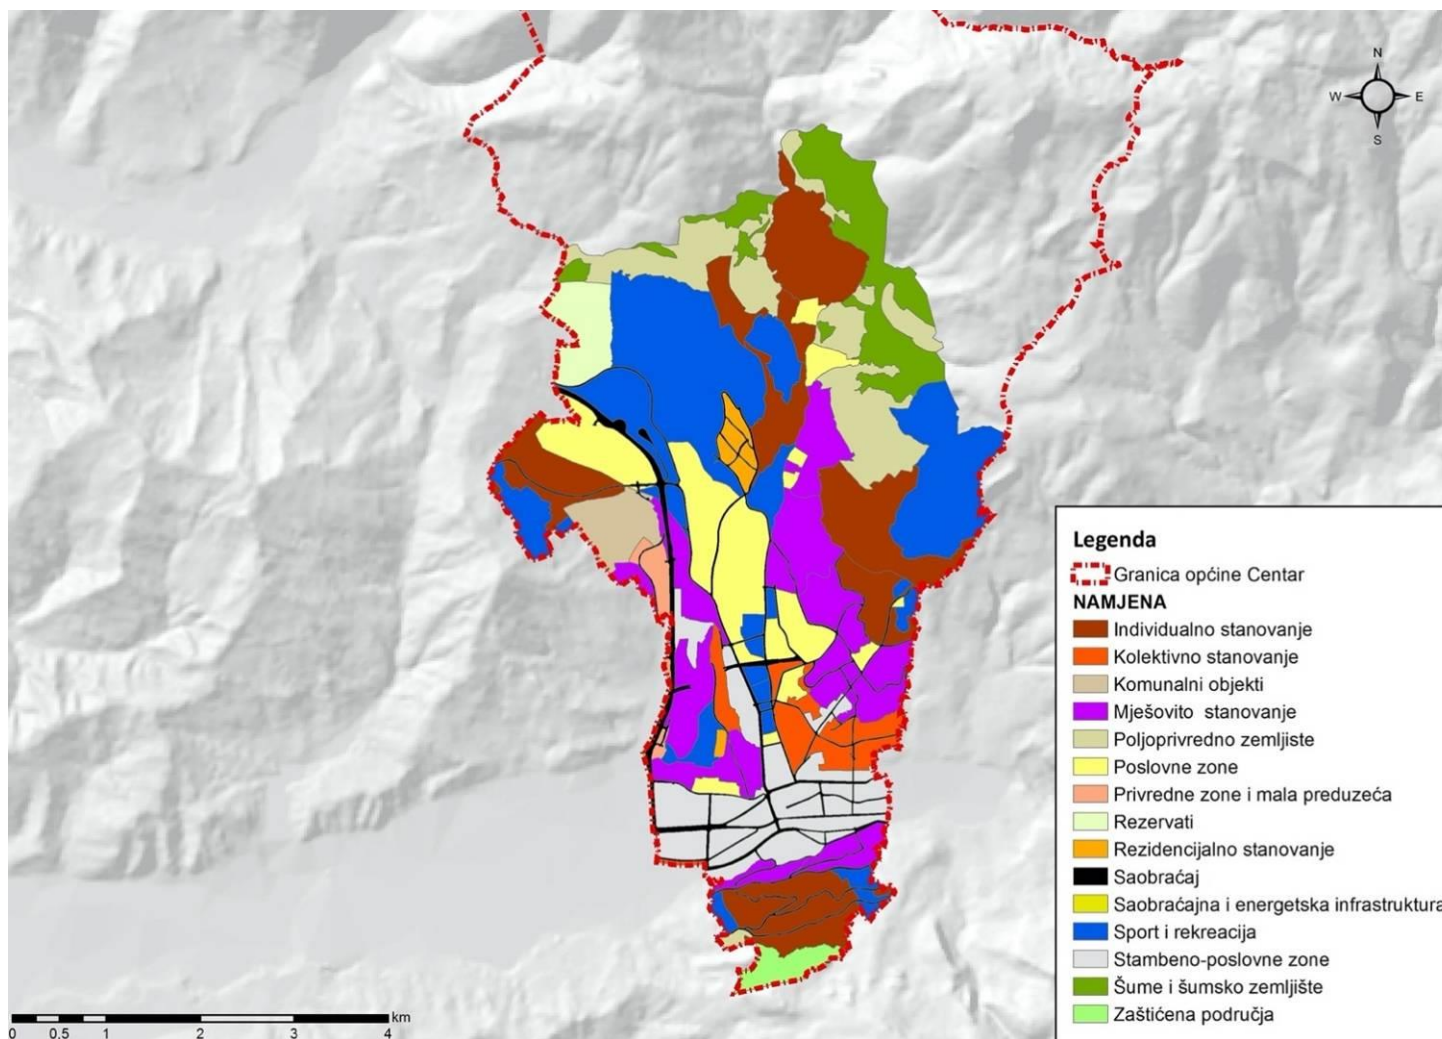 N
W E
S
Legenda
Granica općine Centar
NAMJENA
Individualno stanovanje
Kolektivno stanovanje
Komunalni objekti
Mješovito stanovanje
Poljoprivredno zemljiste
Poslovne zone
Privredne zone i mala preduzeća
Rezervati
Rezidencijalno stanovanje
Saobraćaj
Saobraćajna i energetska infrastruktura
Sport i rekreacija
Stambeno-poslovne zone
Šume i šumsko zemljište
Zaštićena područja
km
0 0.5 1 2 3 4